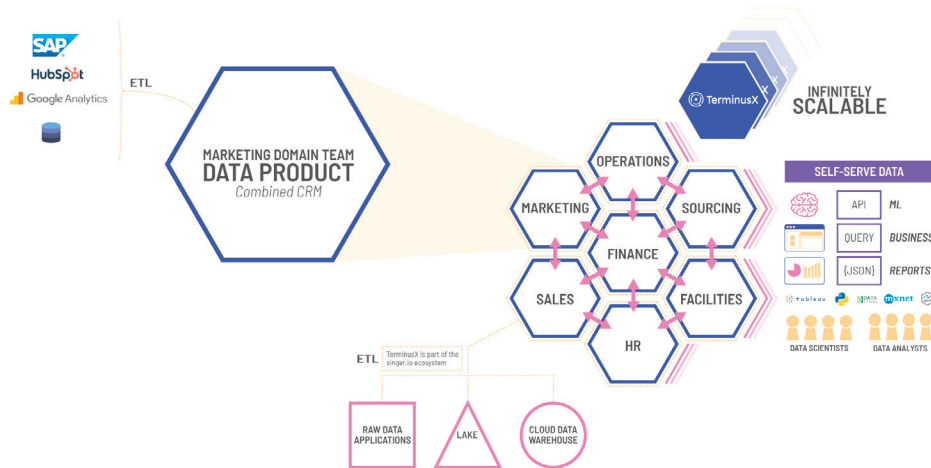 SAP
HubSpot
Google Analytics
ETL
MARKETING DOMAIN TEAM
DATA PRODUCT
Combined CRM
TerminusX
INFINITELY
SCALABLE
OPERATIONS
MARKETING
SOURCING
FINANCE
SALES
FACILITIES
HR
SELF-SERVE DATA
API
ML
QUERY
BUSINESS
{JSON}
REPORTS
+ableau
mxnet
DATA SCIENTISTS
DATA ANALYSTS
ETL
TerminusX is part of the
singer.io ecosystem
RAW DATA
APPLICATIONS
LAKE
CLOUD DATA
WAREHOUSE